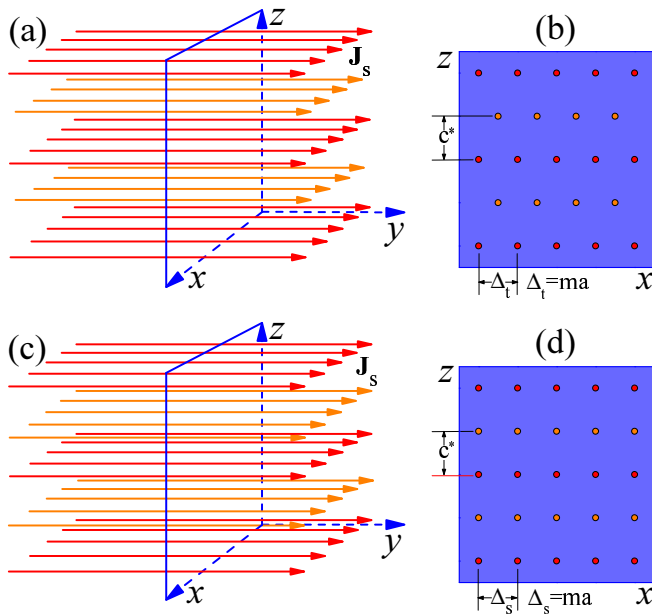 (a)
z
J_s
y
x
(b)
z
c*
Δ_t Δ_t=ma
x
(c)
z
J_s
y
x
(d)
z
c*
Δ_s Δ_s=ma
x